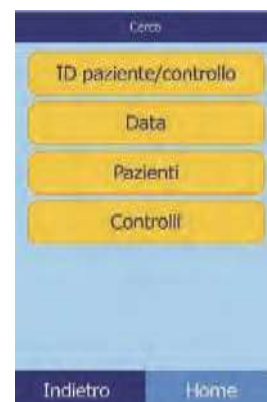 Cerca
ID paziente/controllo
Data
Pazienti
Controlli
Indietro
Home